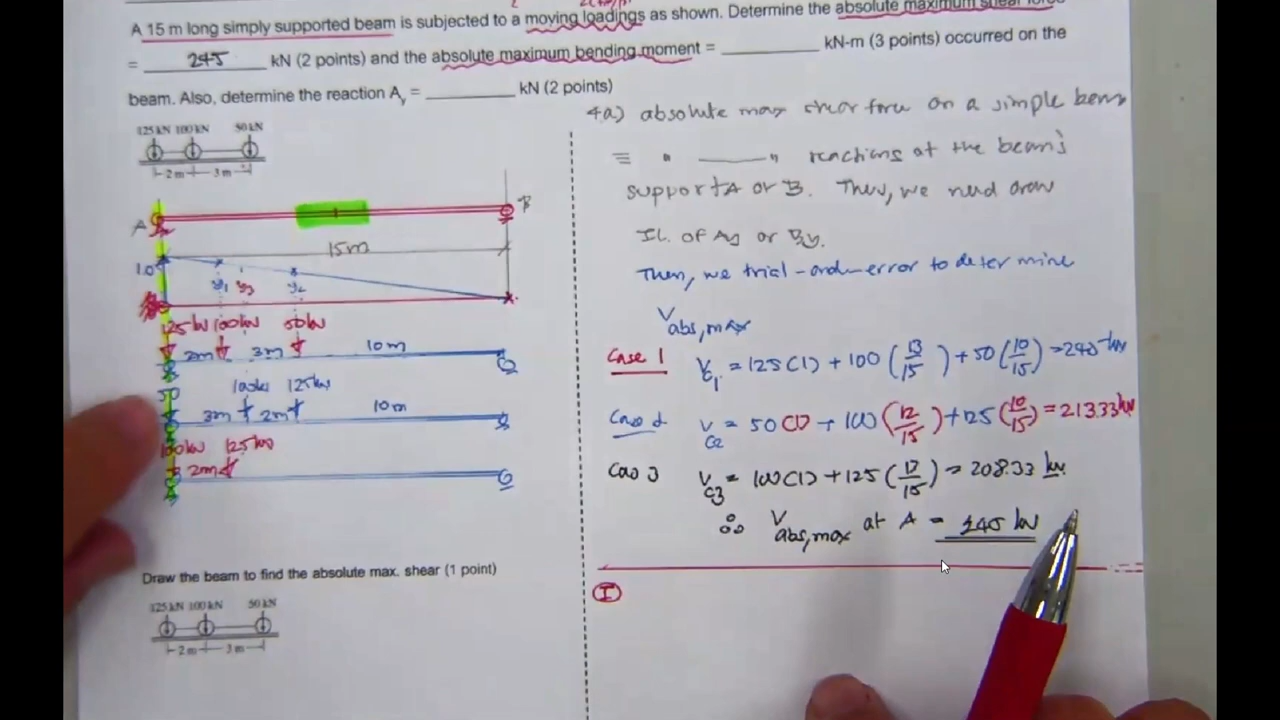 A 15 m long simply supported beam is subjected to a moving loadings as shown. Determine the absolute maximum shear force
= 245 kN (2 points) and the absolute maximum bending moment = ________ kN-m (3 points) occurred on the
beam. Also, determine the reaction Ay = ________ kN (2 points)
125 kN 100 kN 50 kN
2 m 3 m
A B
15m
1.0
y1 y3 y2
125kN 100kN 50kN
2m 3m 10m
50 100kN 125kN
3m 2m 10m
100kN 125kN
2m
Draw the beam to find the absolute max. shear (1 point)
125 kN 100 kN 50 kN
2 m 3 m
4a) absolute max shear force on a simple beam
≡ " ———— " reactions at the beam's
support A or B. Then, we need draw
IL. of Ay or By.
Then, we trial-and-error to determine
Vabs,max
Case 1 VC1 = 125(1) + 100 (13/15) + 50 (10/15) = 245 kN
Case 2 VC2 = 50(1) + 100 (12/15) + 125 (10/15) = 213.33 kN
Case 3 VC3 = 100(1) + 125 (13/15) = 208.33 kN
∴ Vabs,max at A = 245 kN
I